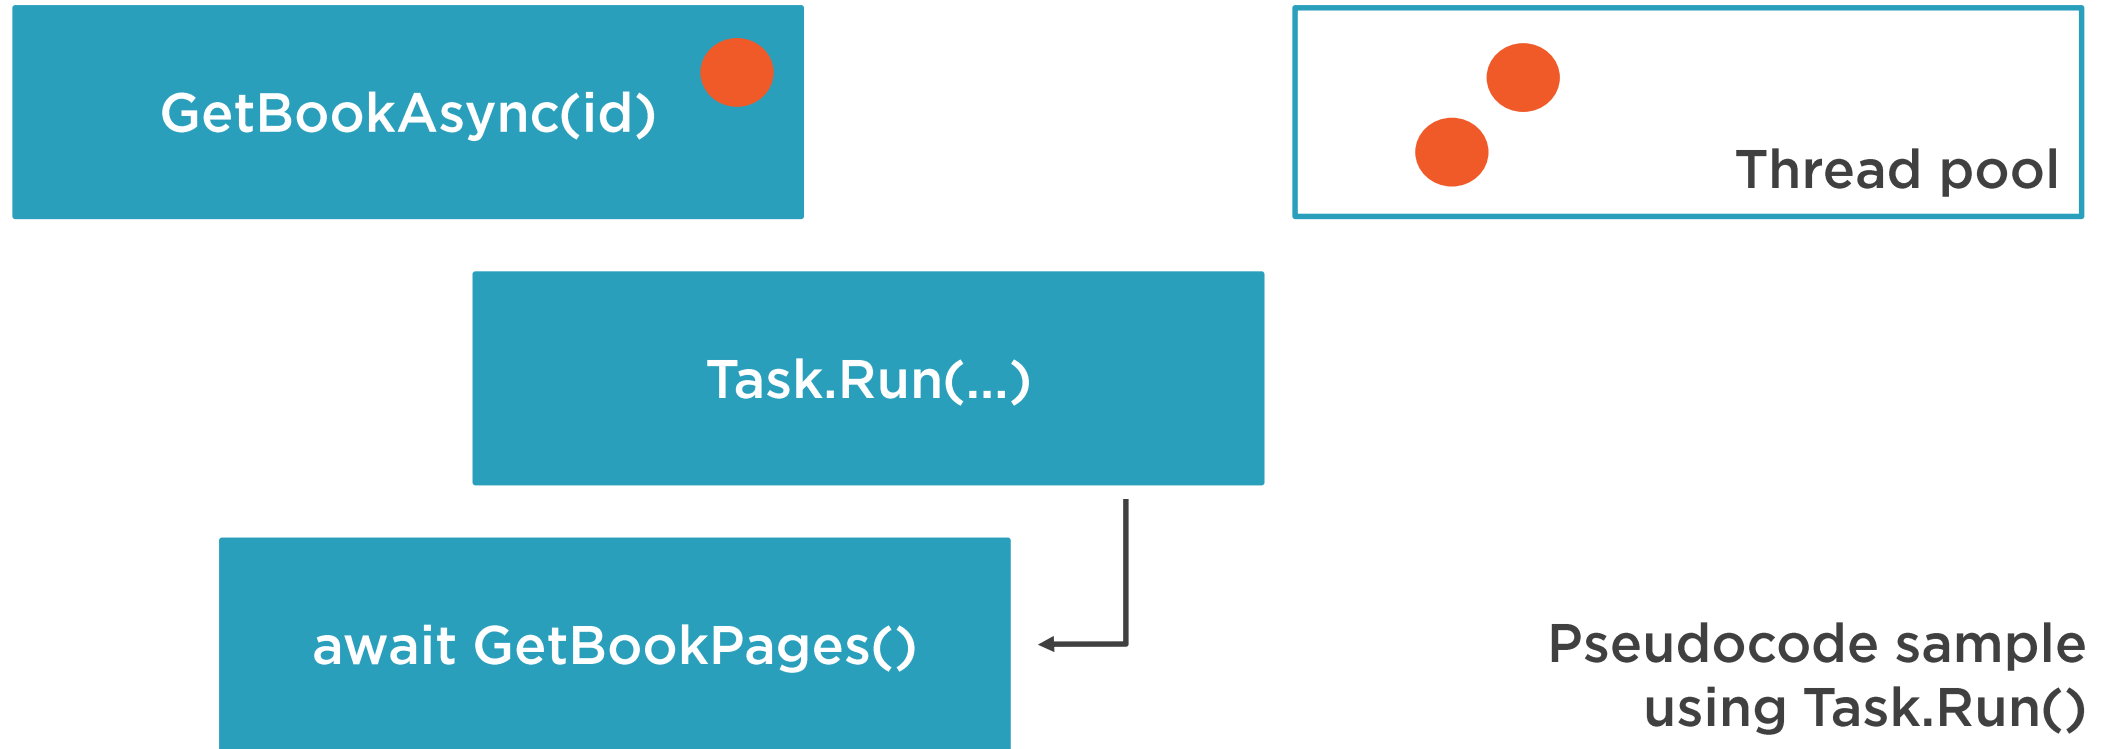 GetBookAsync(id)
Thread pool
Task.Run(...)
await GetBookPages()
Pseudocode sample
using Task.Run()